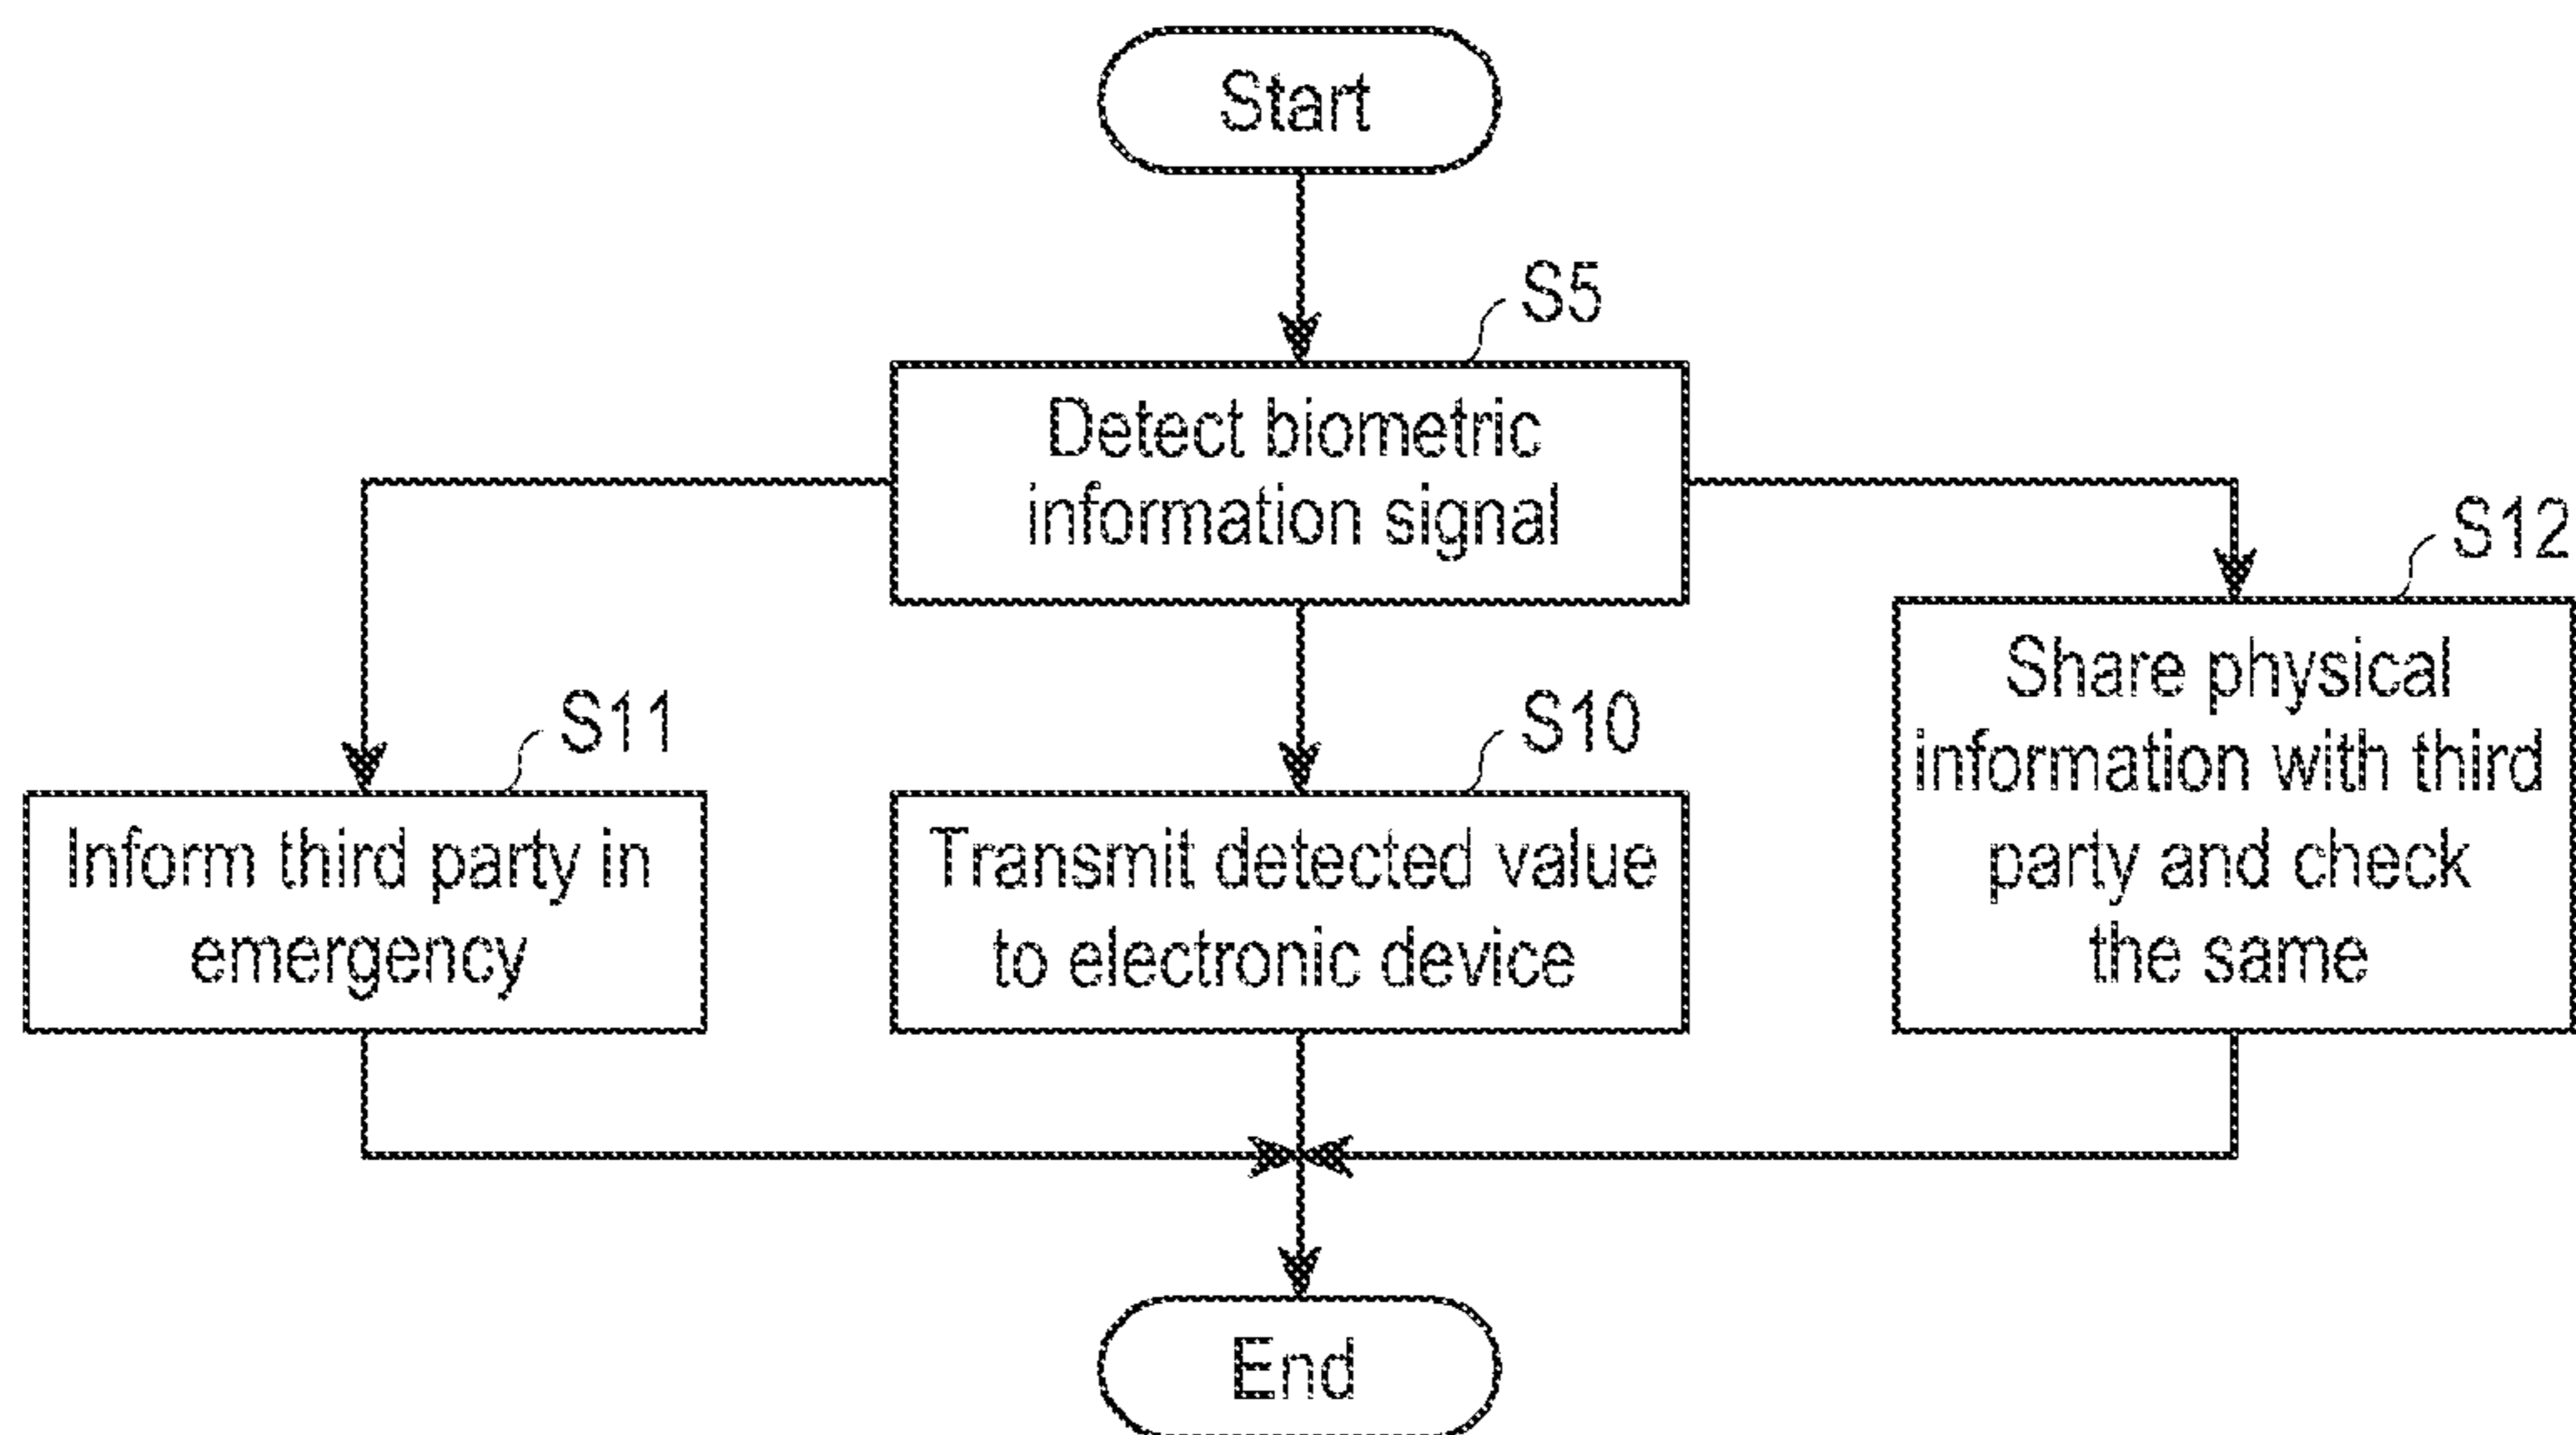 Start
S5
Detect biometric
information signal
S12
Share physical
information with third
party and check
the same
S11
Inform third party in
emergency
S10
Transmit detected value
to electronic device
End